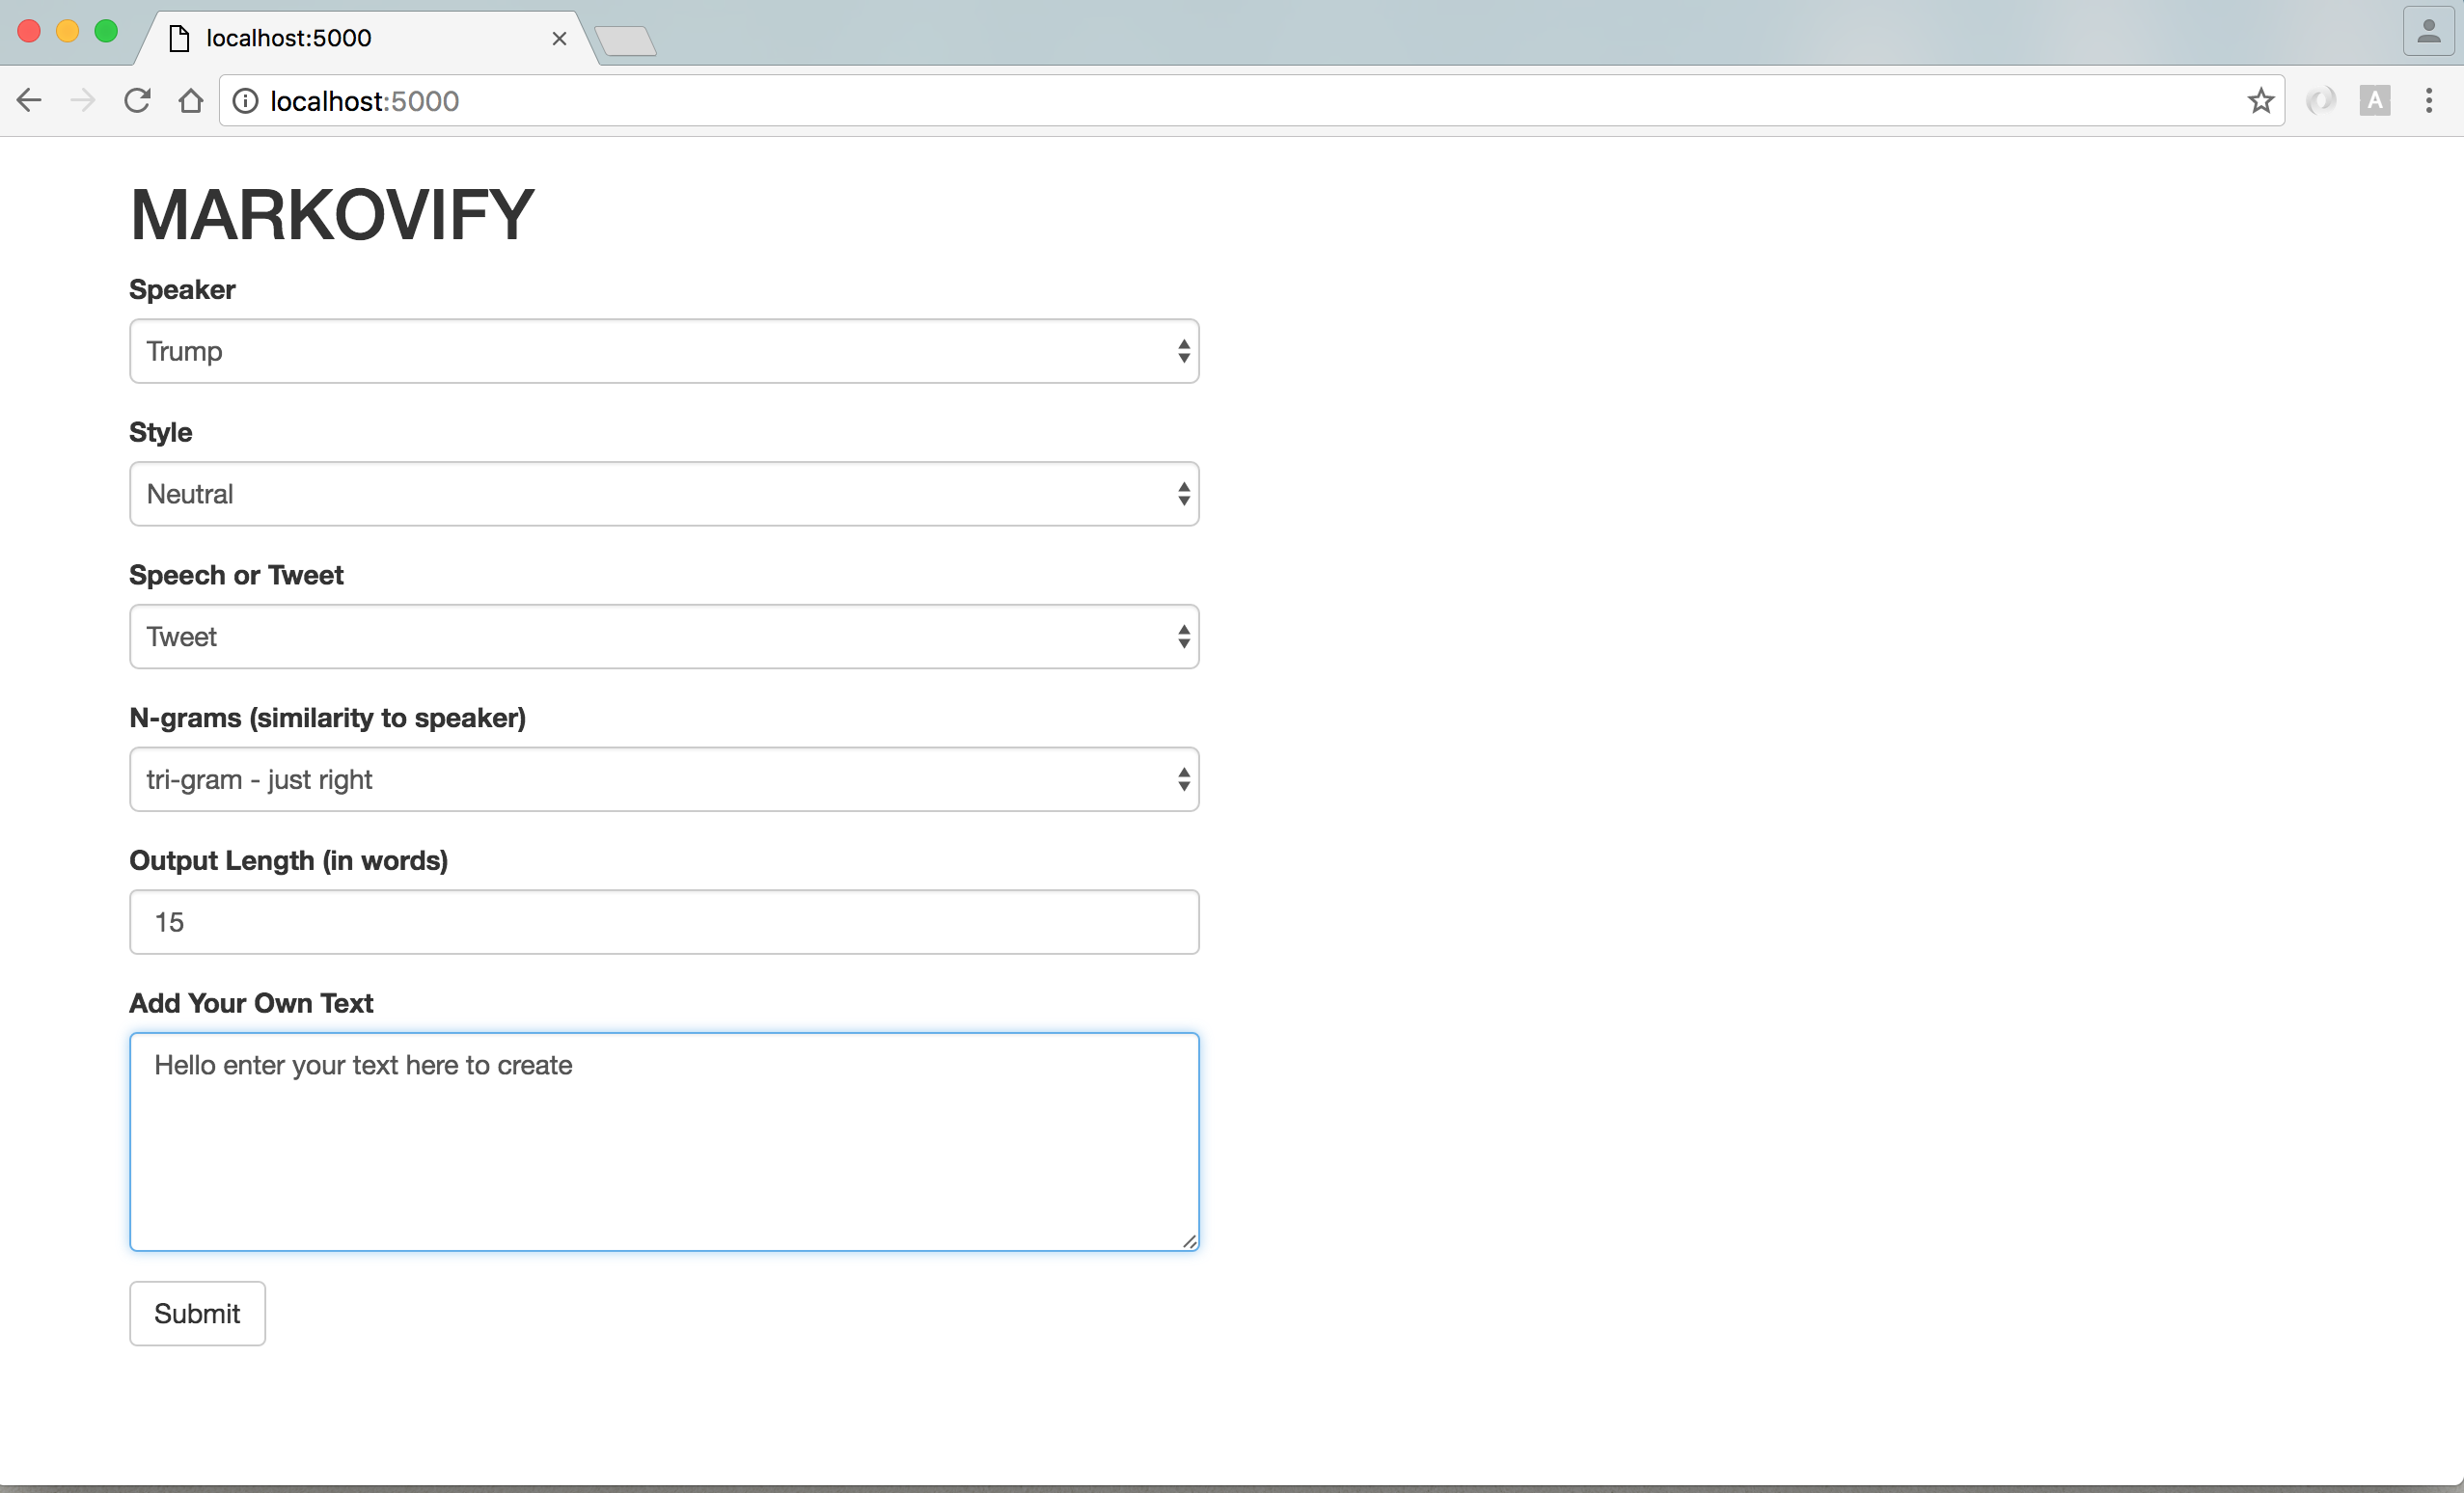 localhost:5000
localhost:5000
A
MARKOVIFY
Speaker
Trump
Style
Neutral
Speech or Tweet
Tweet
N-grams (similarity to speaker)
tri-gram - just right
Output Length (in words)
15
Add Your Own Text
Hello enter your text here to create
Submit